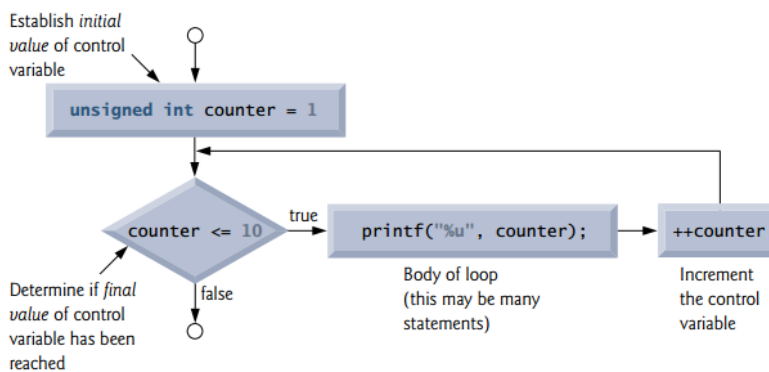 Establish initial
value of control
variable
unsigned int counter = 1
counter <= 10
true
printf("%u", counter);
++counter
Body of loop
(this may be many
statements)
Increment
the control
variable
false
Determine if final
value of control
variable has been
reached